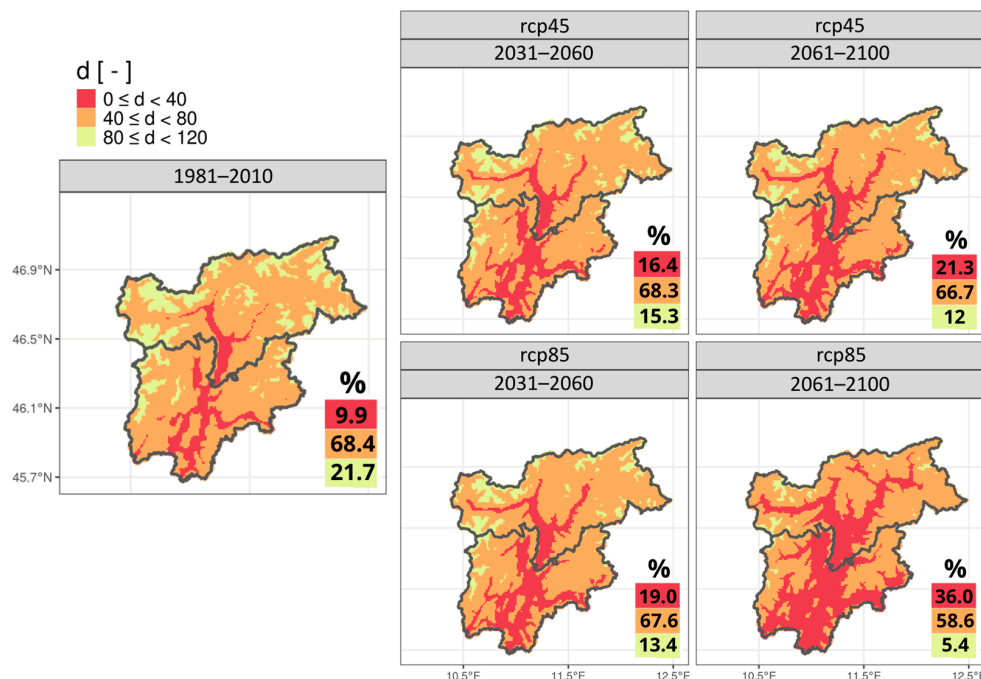 d [ - ]
0 ≤ d < 40
40 ≤ d < 80
80 ≤ d < 120
1981–2010
46.9°N
46.5°N
46.1°N
45.7°N
%
9.9
68.4
21.7
rcp45
2031–2060
%
16.4
68.3
15.3
rcp45
2061–2100
%
21.3
66.7
12
rcp85
2031–2060
%
19.0
67.6
13.4
10.5°E
11.5°E
12.5°E
rcp85
2061–2100
%
36.0
58.6
5.4
10.5°E
11.5°E
12.5°E